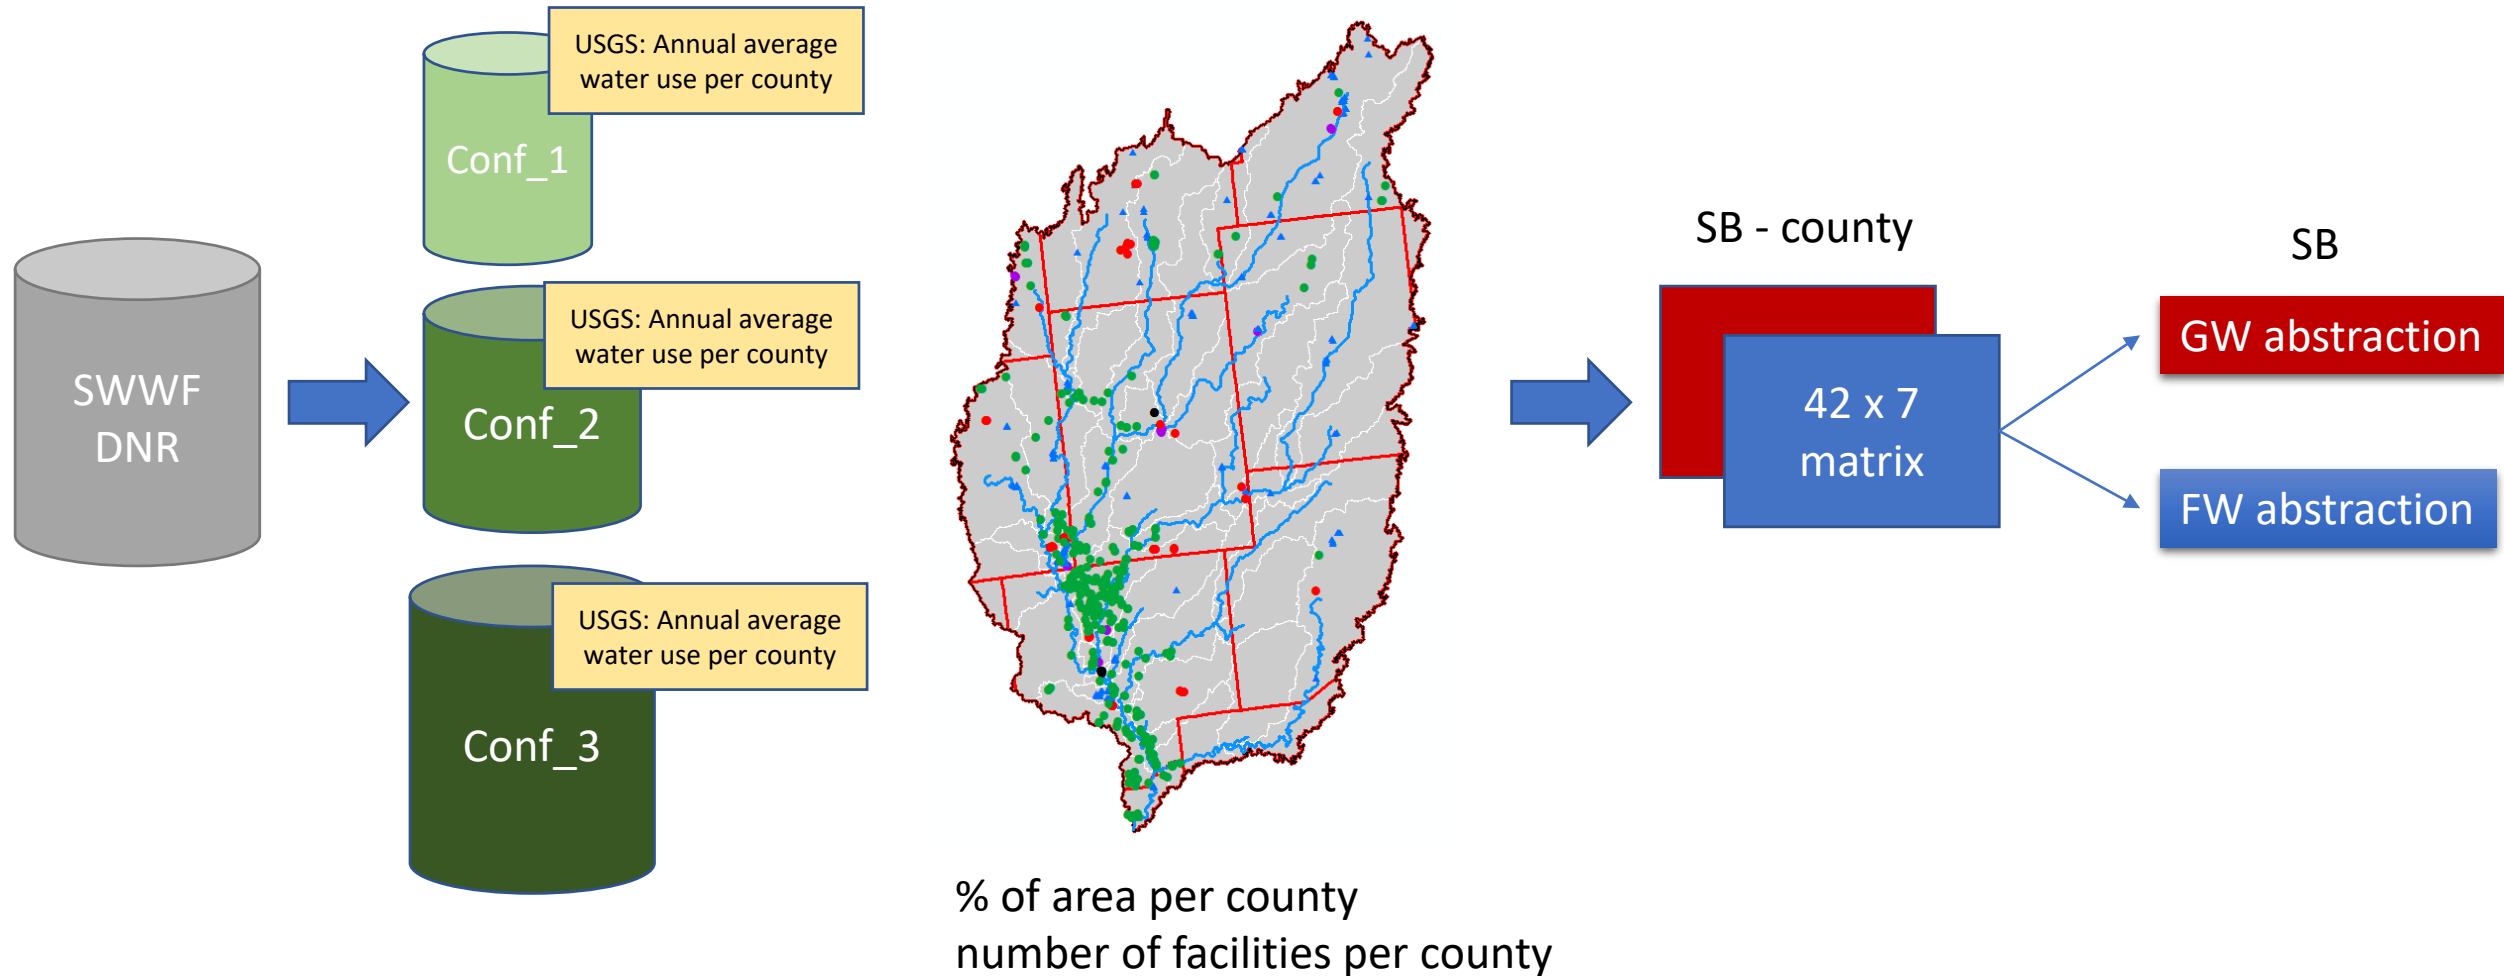 SWWF
DNR
USGS: Annual average
water use per county
Conf_1
USGS: Annual average
water use per county
Conf_2
USGS: Annual average
water use per county
Conf_3
% of area per county
number of facilities per county
SB - county
42 x 7
matrix
SB
GW abstraction
FW abstraction